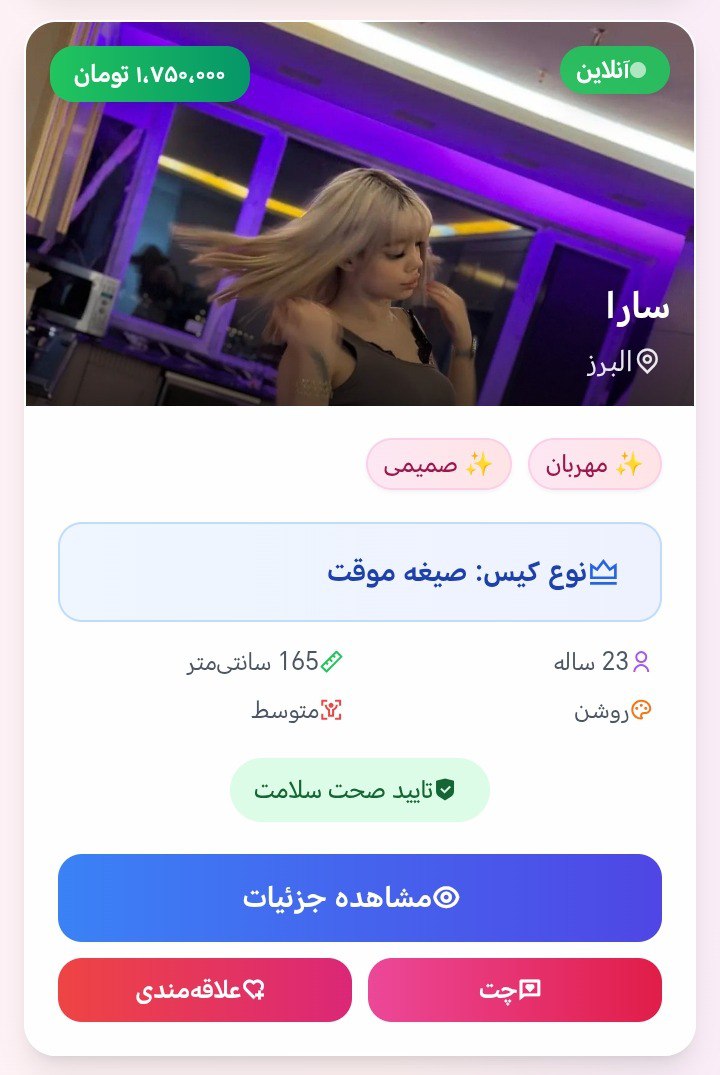 آنلاین
۱،۷۵۰،۰۰۰ تومان
سارا
البرز
✨ مهربان
✨ صمیمی
نوع کیس: صیغه موقت
23 ساله
165 سانتی‌متر
روشن
متوسط
تایید صحت سلامت
مشاهده جزئیات
چت
علاقه‌مندی